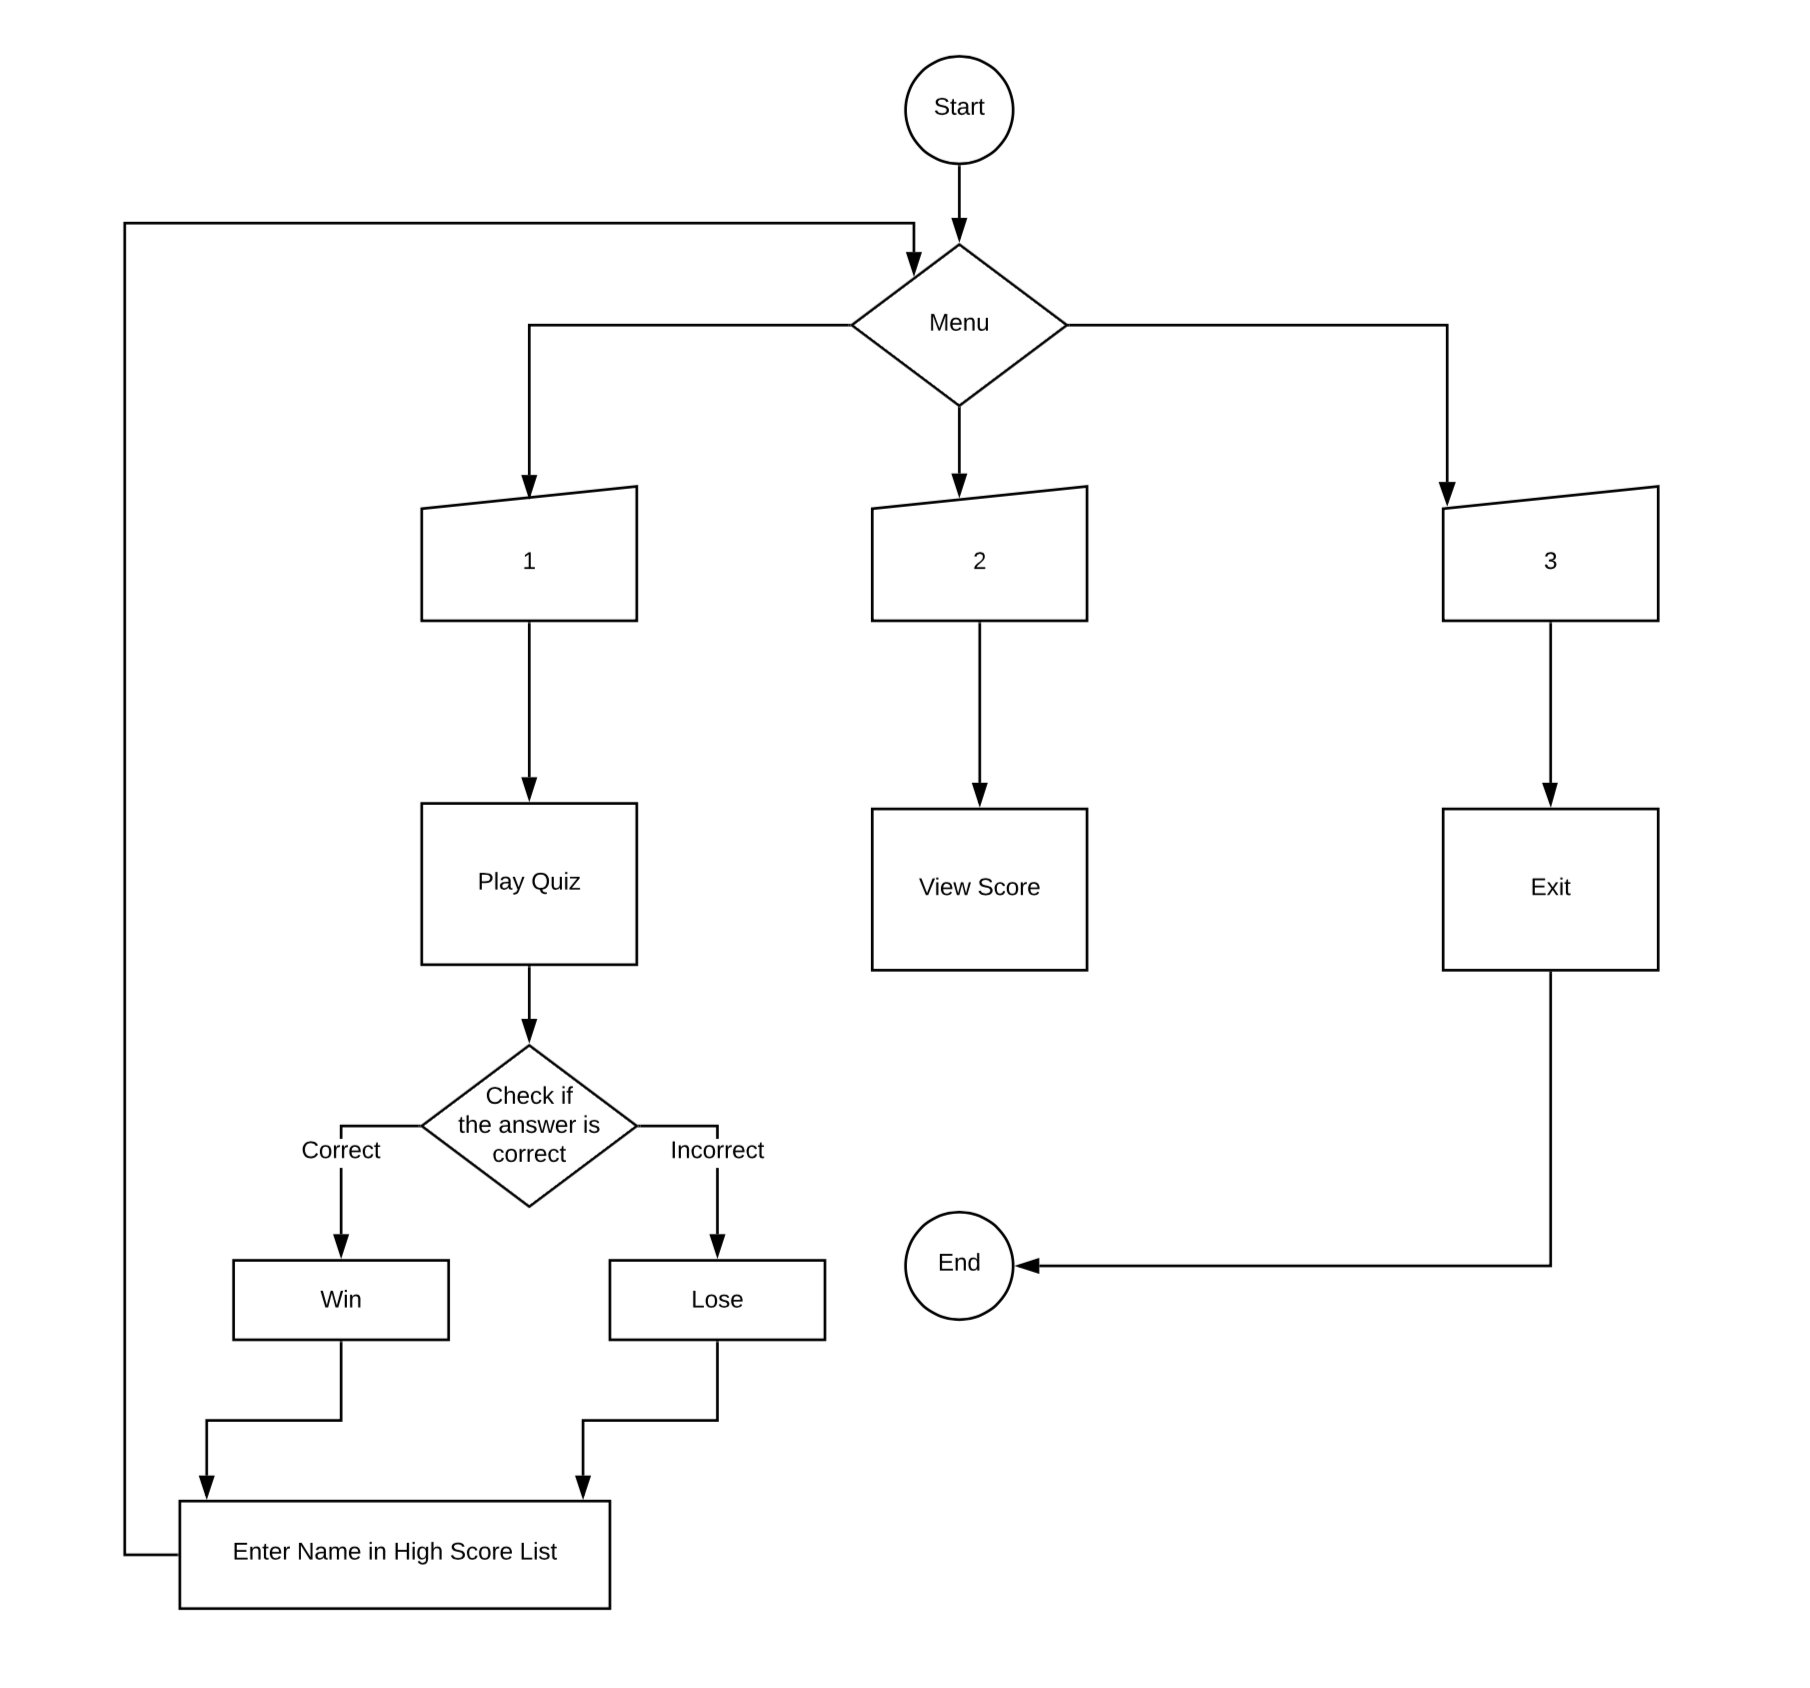 Start
Menu
1
2
3
Play Quiz
View Score
Exit
Check if
the answer is
correct
Correct
Incorrect
Win
Lose
End
Enter Name in High Score List